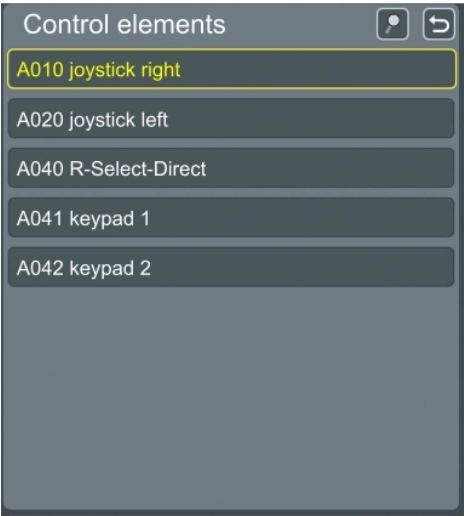 Control elements
A010 joystick right
A020 joystick left
A040 R-Select-Direct
A041 keypad 1
A042 keypad 2